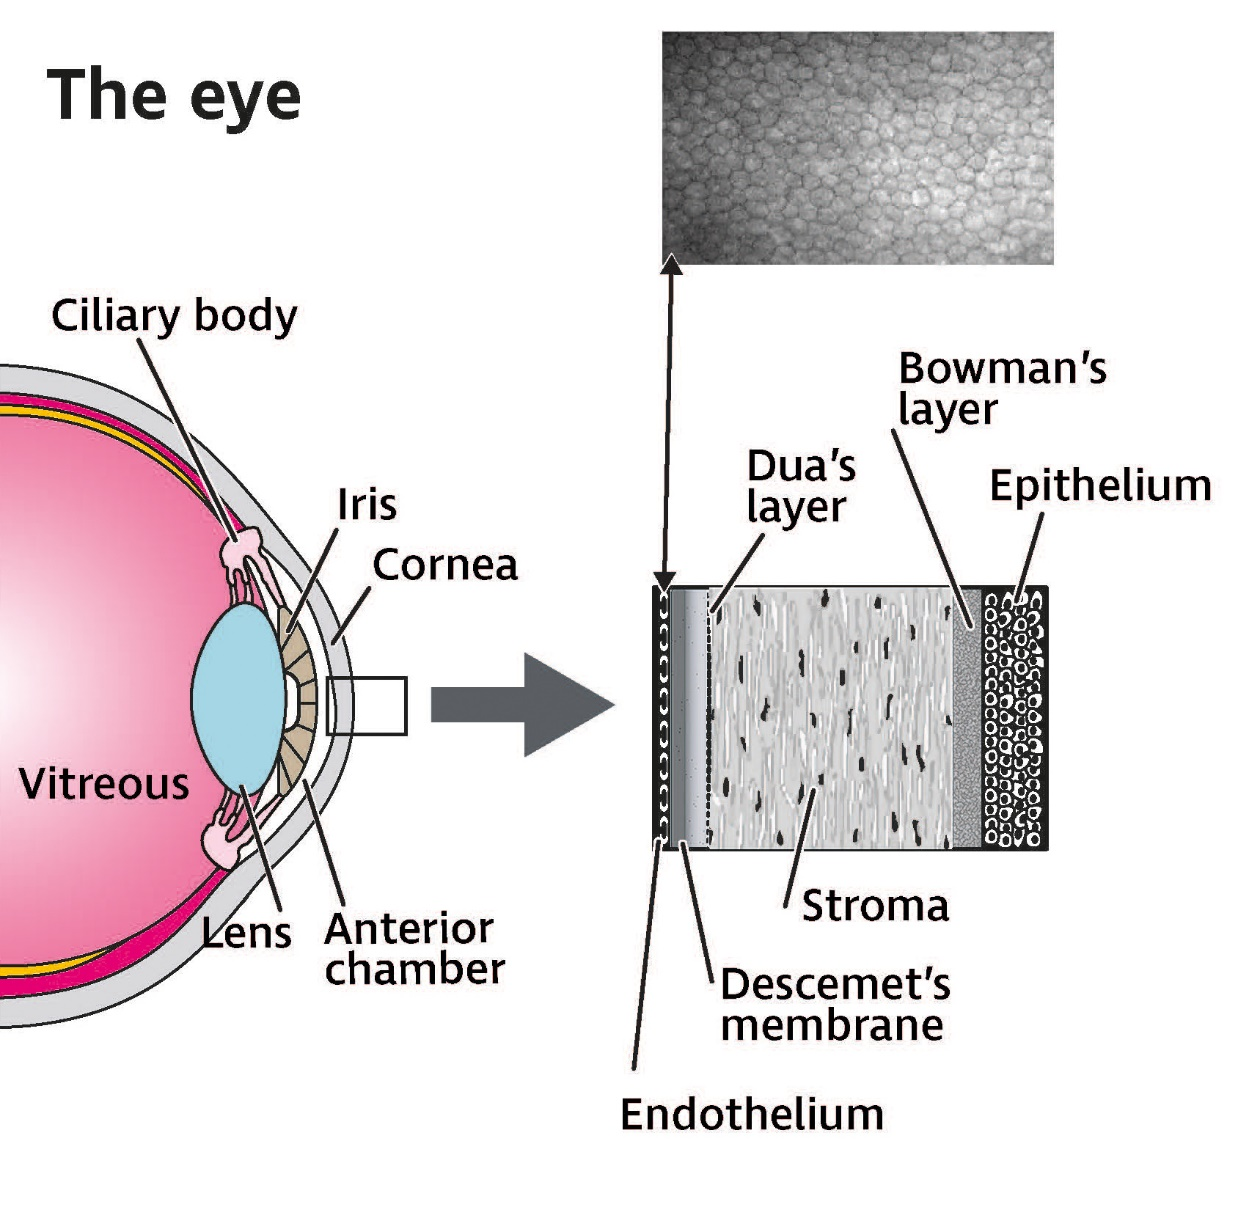 The eye
Ciliary body
Iris
Cornea
Vitreous
Lens
Anterior
chamber
Bowman's
layer
Dua's
layer
Epithelium
Stroma
Descemet's
membrane
Endothelium